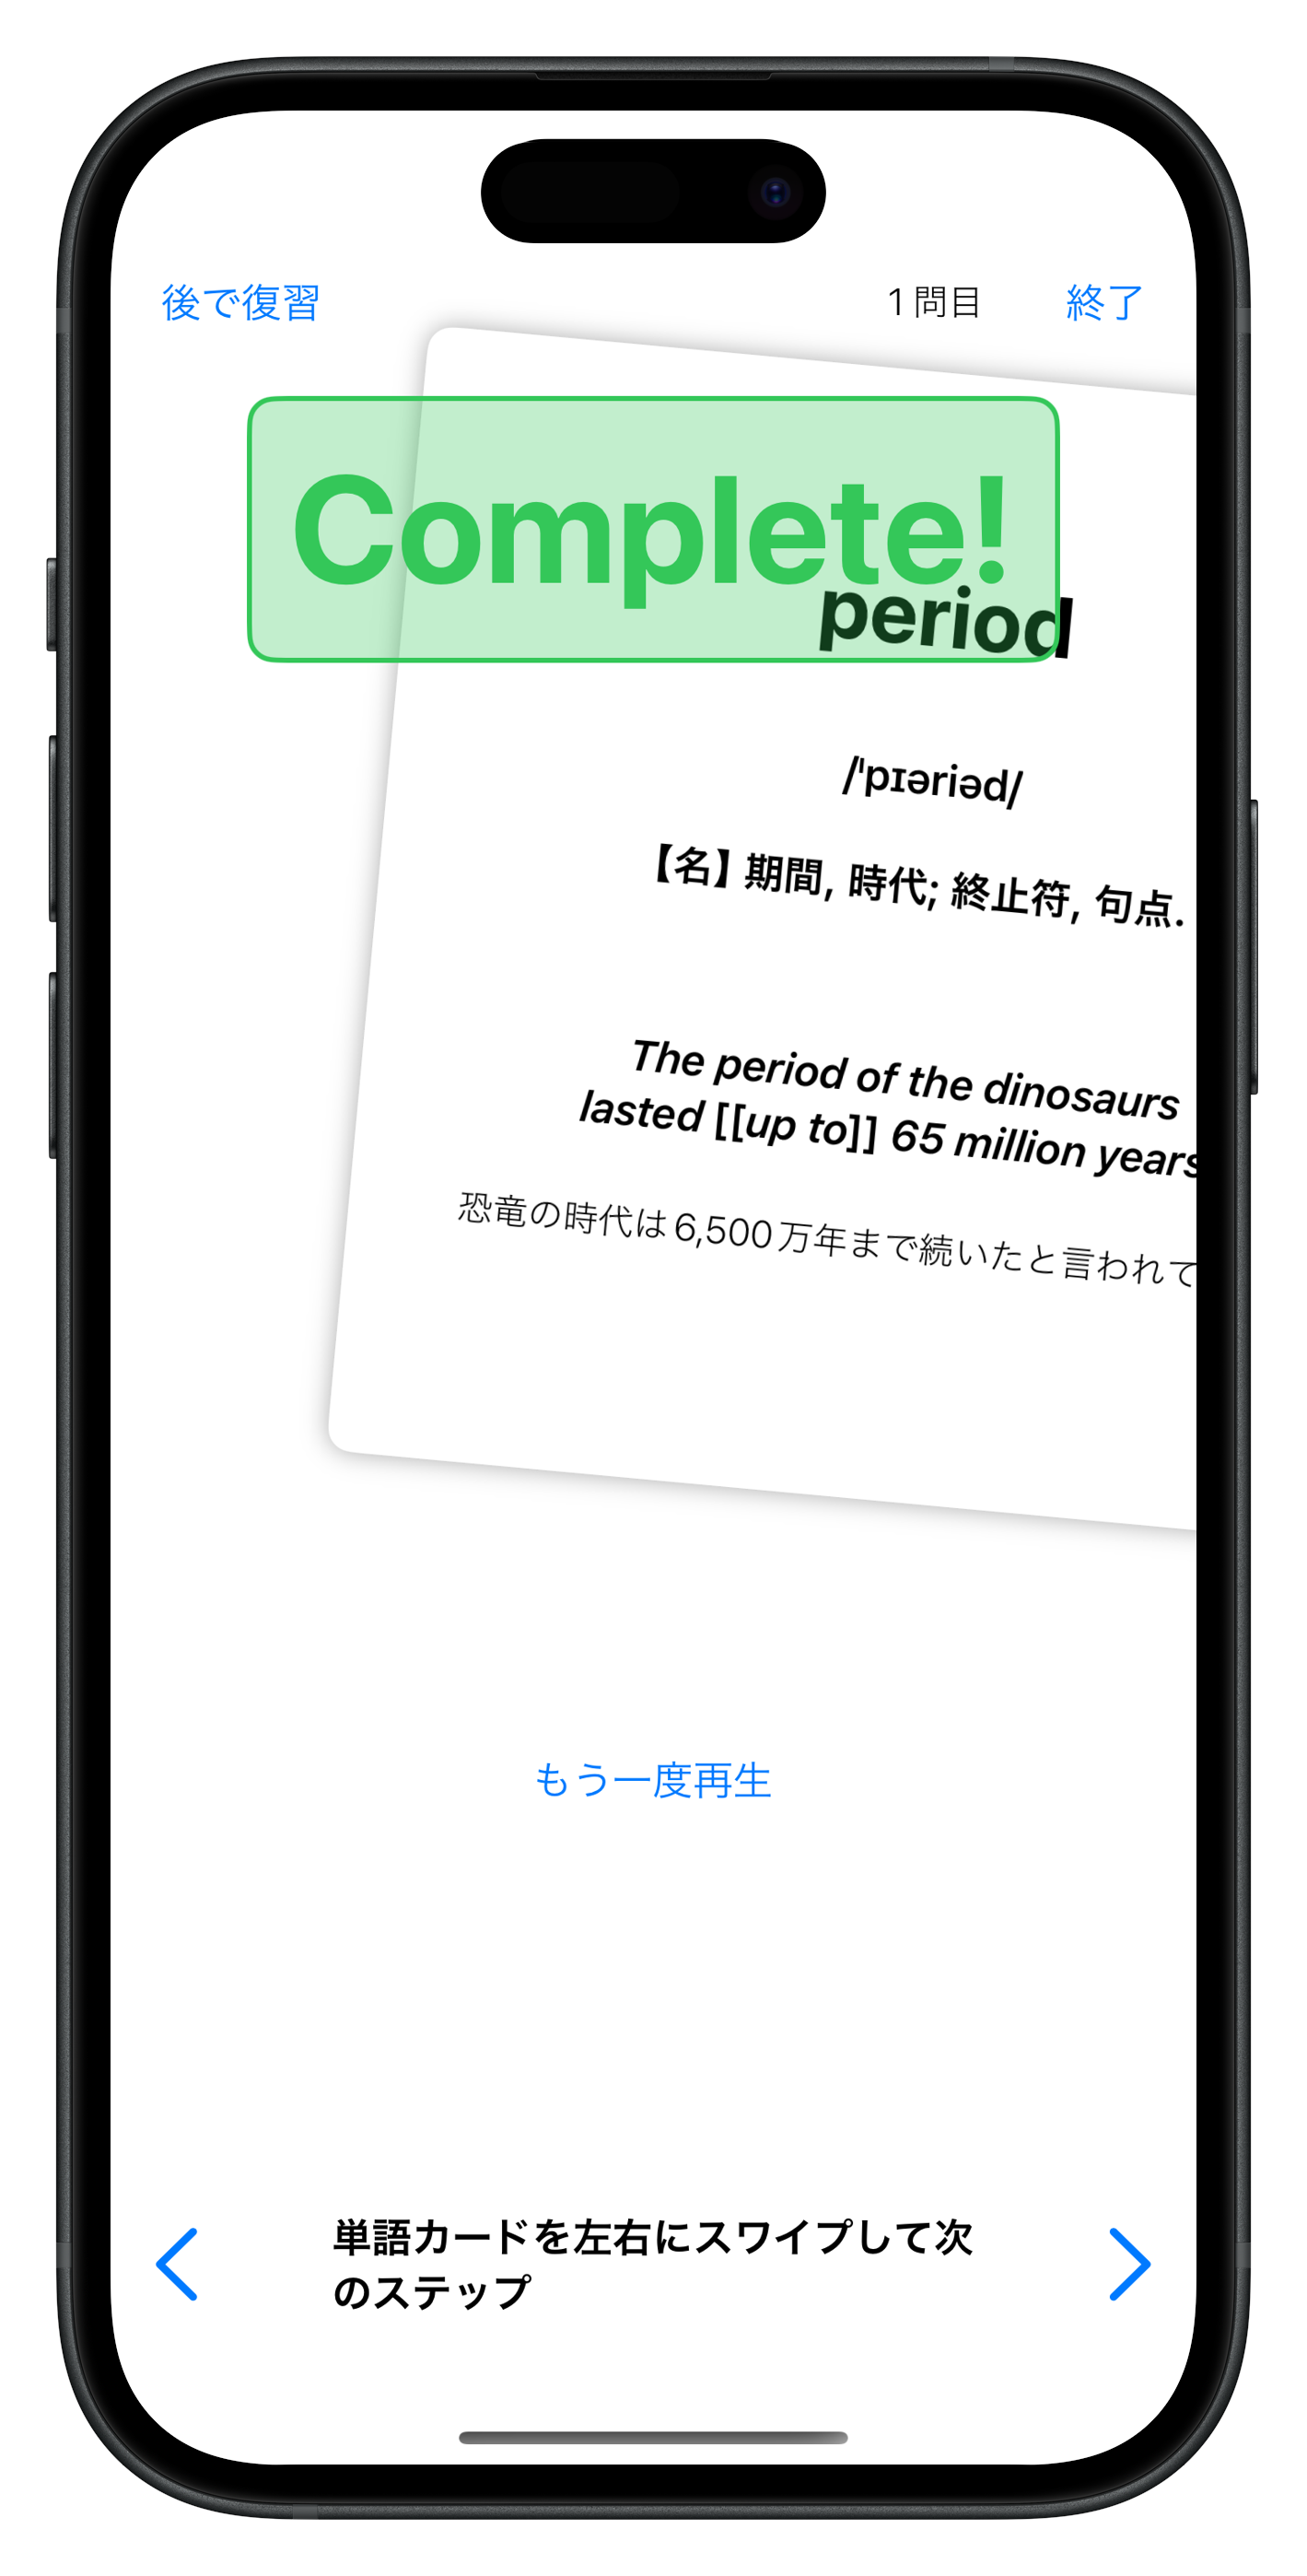 後で復習
1問目
終了
Complete!
period
/ˈpɪəriəd/
【名】期間, 時代; 終止符, 句点.
The period of the dinosaurs
lasted [[up to]] 65 million years
恐竜の時代は6,500万年まで続いたと言われて
もう一度再生
単語カードを左右にスワイプして次
のステップ